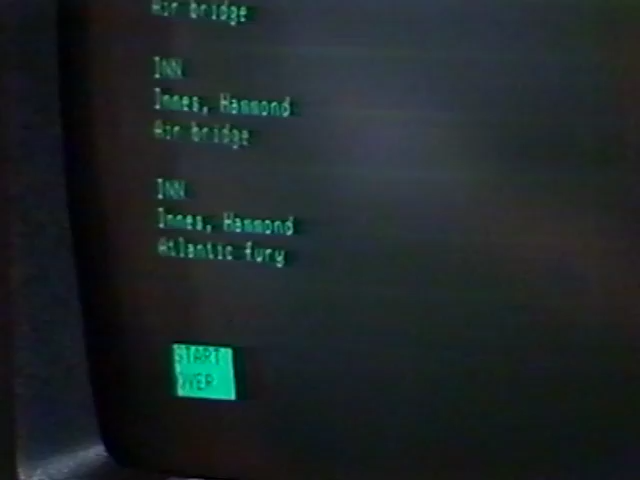 Air bridge
INN
Innes, Hammond
Air bridge
INN
Innes, Hammond
Atlantic fury
START
OVER